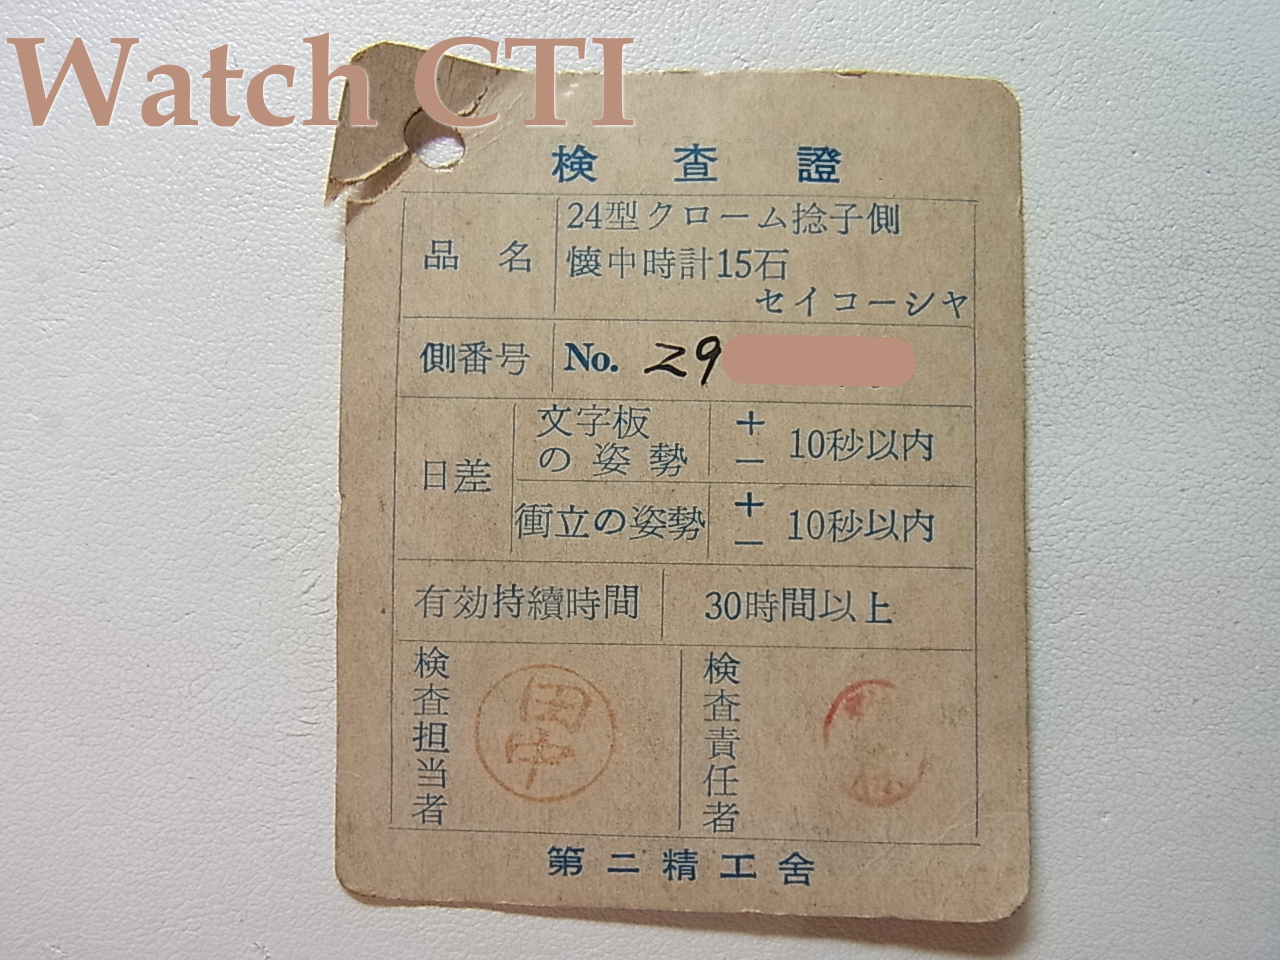 Watch CTI
検査證
品名
24型クローム捻子側
懐中時計15石
セイコーシヤ
側番号
No. 29
日差
文字板
の姿勢
+
−
10秒以内
衝立の姿勢
+
−
10秒以内
有効持續時間
30時間以上
検査担当者
田中
検査責任者
第二精工舎